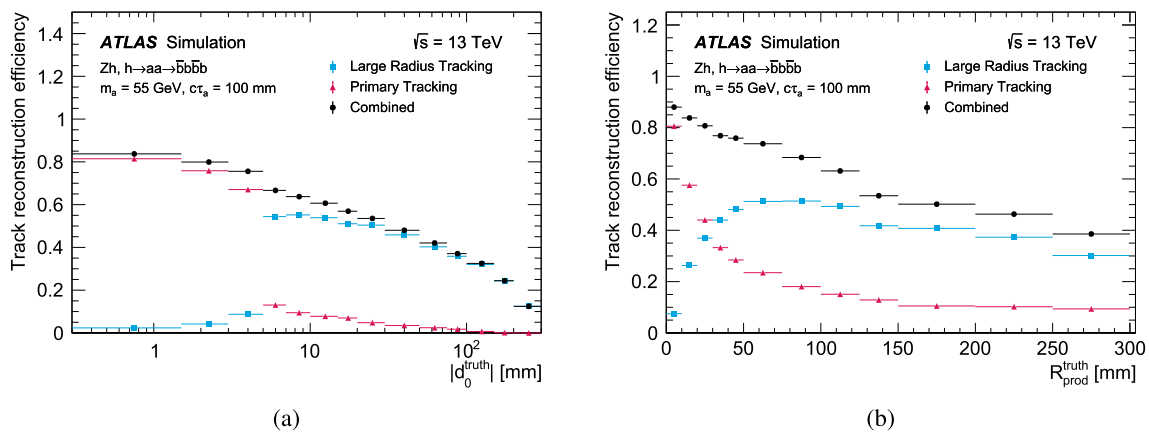 Track reconstruction efficiency
1.4
1.2
1
0.8
0.6
0.4
0.2
0
ATLAS Simulation
√s = 13 TeV
Zh, h→aa→b̅bb̅b
mₐ = 55 GeV, cτₐ = 100 mm
Large Radius Tracking
Primary Tracking
Combined
1
10
10²
|d₀ᵗʳᵘᵗʰ| [mm]
(a)
Track reconstruction efficiency
1.2
1
0.8
0.6
0.4
0.2
0
ATLAS Simulation
√s = 13 TeV
Zh, h→aa→b̅bb̅b
mₐ = 55 GeV, cτₐ = 100 mm
Large Radius Tracking
Primary Tracking
Combined
0 50 100 150 200 250 300
R_prod^truth [mm]
(b)